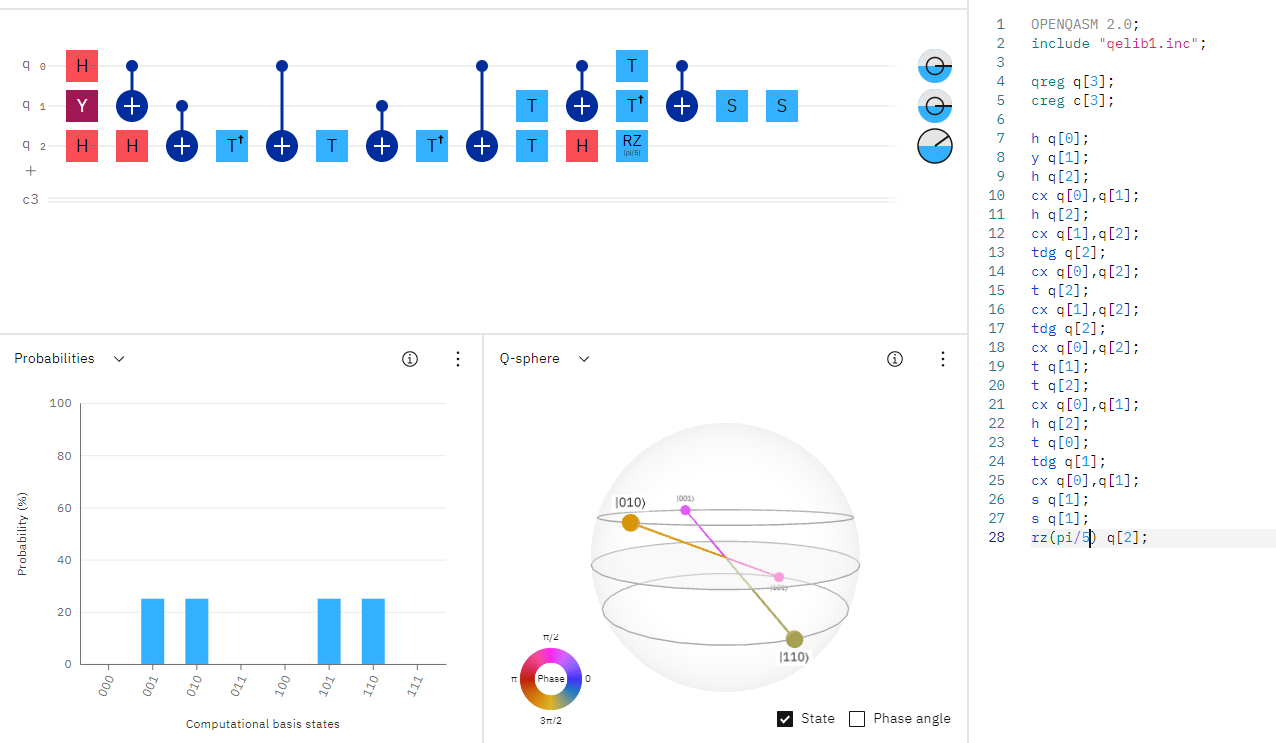 q 0 H T
q 1 Y T T† S S
q 2 H H T† T T† T H RZ
(pi/5)
+
c3
Probabilities
Probability (%)
100
80
60
40
20
0
000 001 010 011 100 101 110 111
Computational basis states
Q-sphere
|010⟩ |001⟩
|101⟩
|110⟩
π/2
π Phase 0
3π/2
State Phase angle
1 OPENQASM 2.0;
2 include "qelib1.inc";
3
4 qreg q[3];
5 creg c[3];
6
7 h q[0];
8 y q[1];
9 h q[2];
10 cx q[0],q[1];
11 h q[2];
12 cx q[1],q[2];
13 tdg q[2];
14 cx q[0],q[2];
15 t q[2];
16 cx q[1],q[2];
17 tdg q[2];
18 cx q[0],q[2];
19 t q[1];
20 t q[2];
21 cx q[0],q[1];
22 h q[2];
23 t q[0];
24 tdg q[1];
25 cx q[0],q[1];
26 s q[1];
27 s q[1];
28 rz(pi/5) q[2];